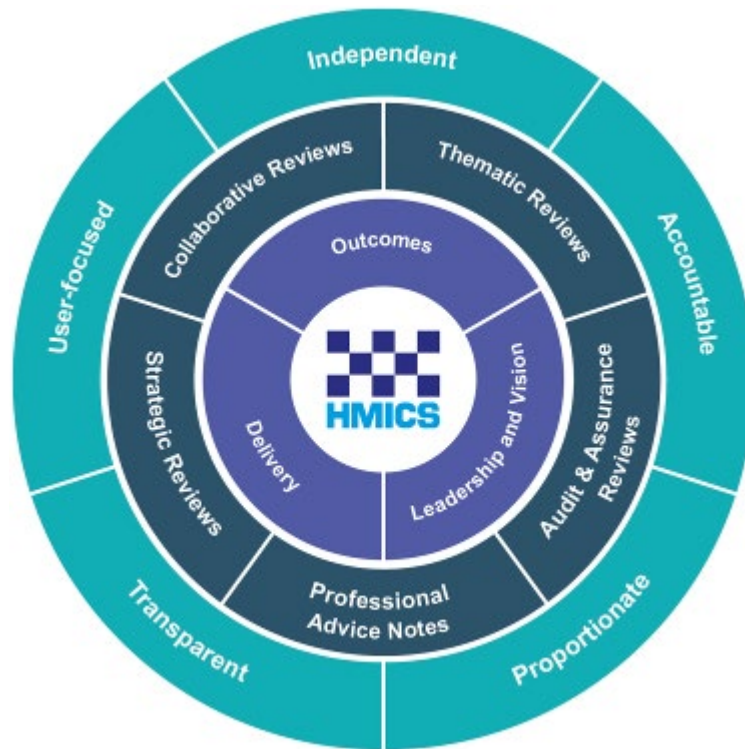 Independent
Accountable
Proportionate
Transparent
User-focused
Collaborative Reviews
Thematic Reviews
Audit & Assurance
Reviews
Professional
Advice Notes
Strategic Reviews
Outcomes
Leadership and Vision
Delivery
HMICS